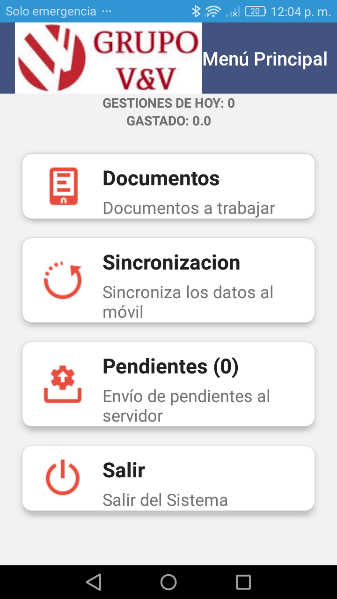 Solo emergencia ··· 20 12:04 p. m.
GRUPO
V&V
Menú Principal
GESTIONES DE HOY: 0
GASTADO: 0.0
Documentos
Documentos a trabajar
Sincronizacion
Sincroniza los datos al
móvil
Pendientes (0)
Envío de pendientes al
servidor
Salir
Salir del Sistema